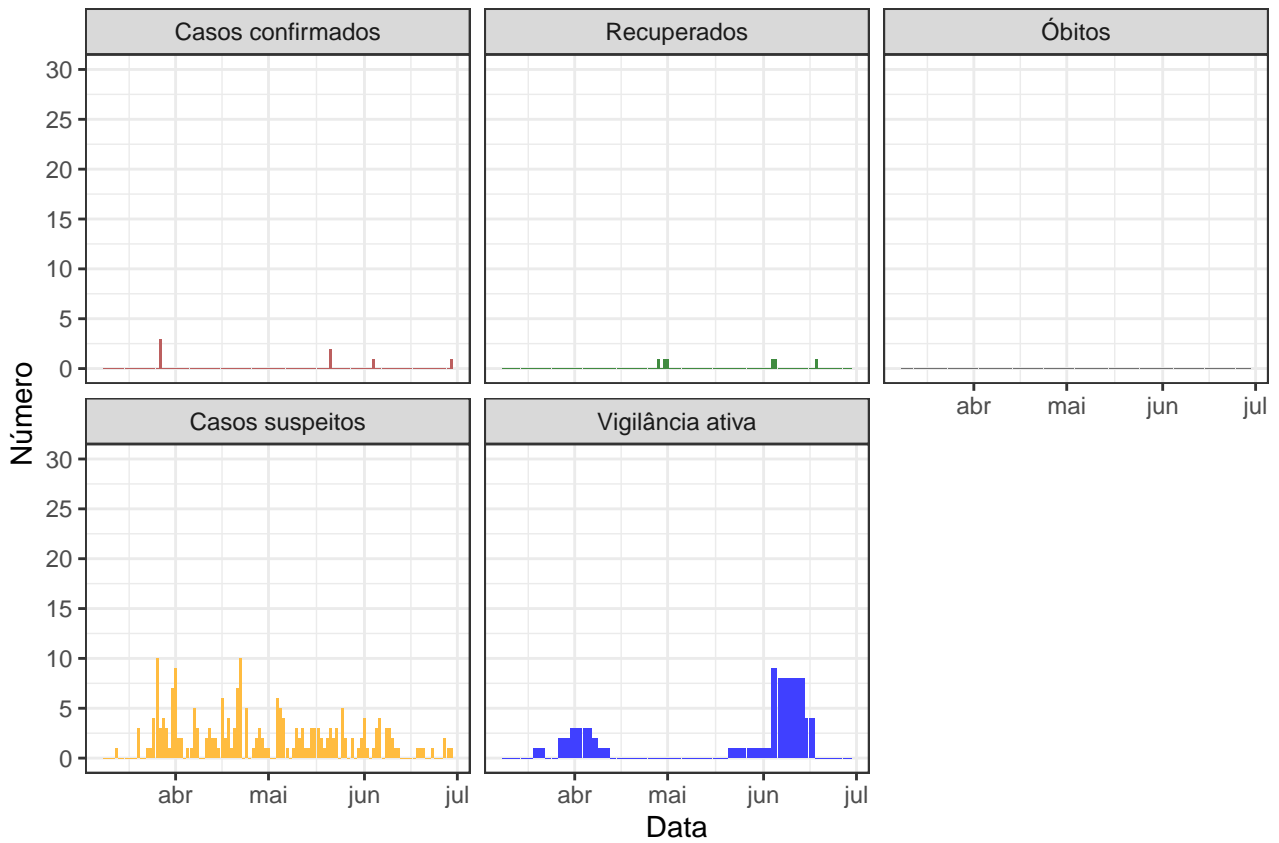 Casos confirmados
Recuperados
Óbitos
30
25
20
15
10
5
0
abr mai jun jul
Casos suspeitos
Vigilância ativa
30
25
20
15
10
5
0
abr mai jun jul
abr mai jun jul
Número
Data